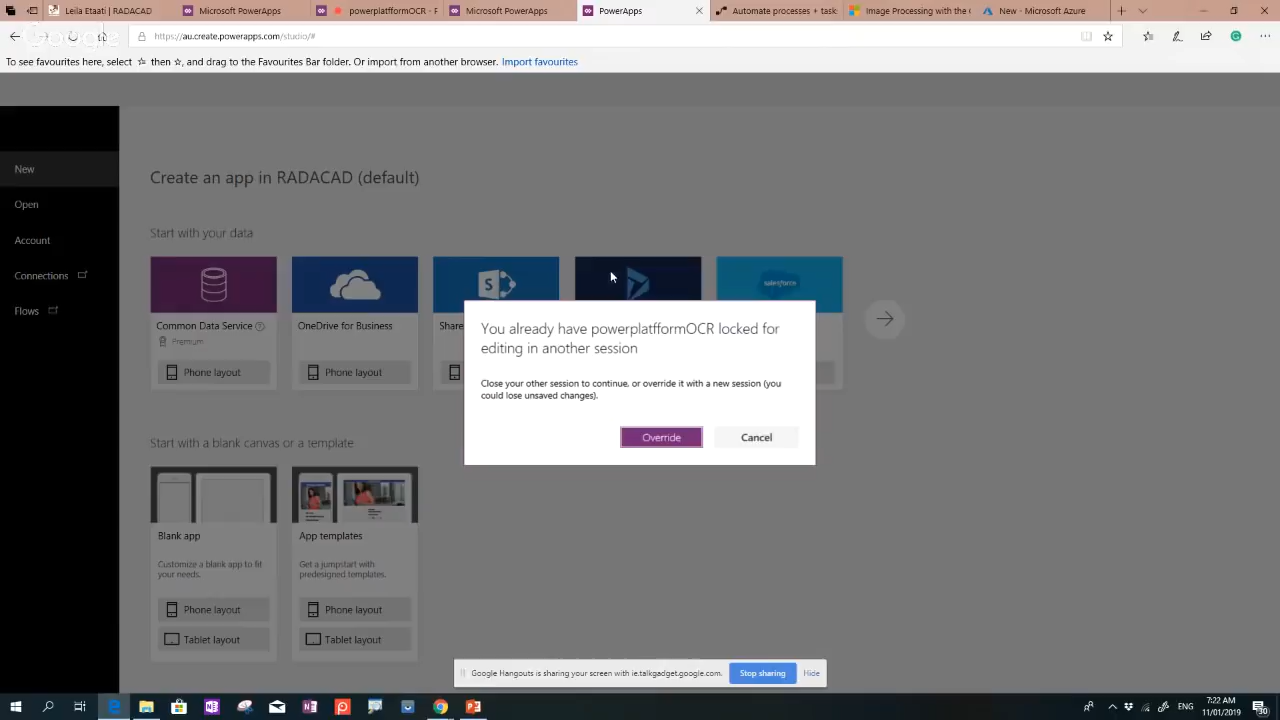 Leila Etaati | RADACAD
Microsoft PowerApps
powerplatformOCR - P
Microsoft PowerApps
PowerApps
Automate processes + task
Image Processing with the C
New - Microsoft Azure
https://au.create.powerapps.com/studio/#
To see favourites here, select ☆ then ☆, and drag to the Favourites Bar folder. Or import from another browser. Import favourites
New
Open
Account
Connections
Flows
Create an app in RADACAD (default)
Start with your data
salesforce
Common Data Service
Premium
Phone layout
OneDrive for Business
Phone layout
Share
You already have powerplatfformOCR locked for
editing in another session
Close your other session to continue, or override it with a new session (you
could lose unsaved changes).
Override
Cancel
Start with a blank canvas or a template
Blank app
Customize a blank app to fit
your needs.
Phone layout
Tablet layout
App templates
Get a jumpstart with
predesigned templates.
Phone layout
Tablet layout
Google Hangouts is sharing your screen with ie.talkgadget.google.com.
Stop sharing
Hide
ENG
7:22 AM
11/01/2019